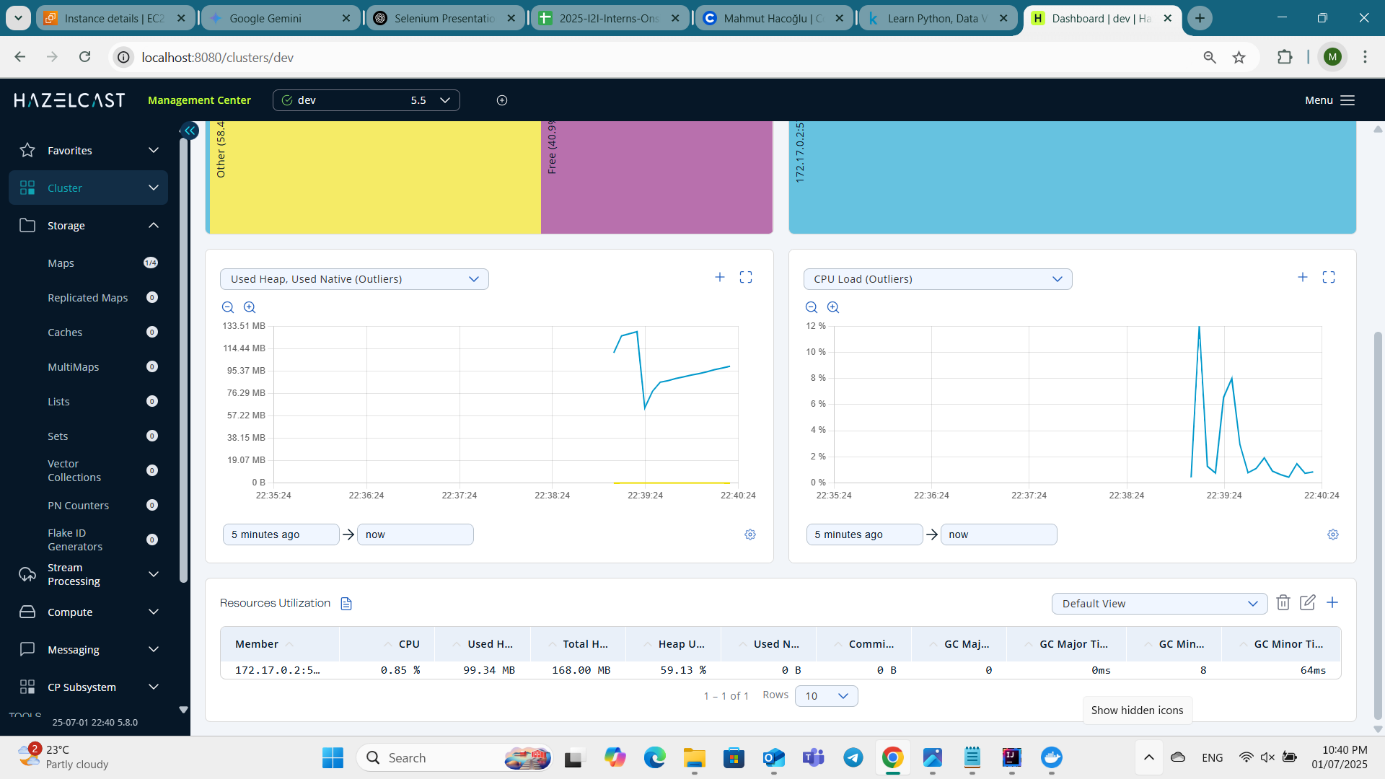 Instance details | EC2
Google Gemini
Selenium Presentatio
2025-I2I-Interns-Ons
Mahmut Hacoğlu | C
Learn Python, Data V
Dashboard | dev | Ha
localhost:8080/clusters/dev
M
HAZELCAST
Management Center
dev
5.5
Menu
Favorites
Cluster
Storage
Maps
1/4
Replicated Maps
0
Caches
0
MultiMaps
0
Lists
0
Sets
0
Vector
Collections
0
PN Counters
0
Flake ID
Generators
0
Stream
Processing
Compute
Messaging
CP Subsystem
TOOLS
25-07-01 22:40 5.8.0
Other (58.4
Free (40.9%
172.17.0.2:5
Used Heap, Used Native (Outliers)
133.51 MB
114.44 MB
95.37 MB
76.29 MB
57.22 MB
38.15 MB
19.07 MB
0 B
22:35:24
22:36:24
22:37:24
22:38:24
22:39:24
22:40:24
5 minutes ago
now
CPU Load (Outliers)
12 %
10 %
8 %
6 %
4 %
2 %
0 %
22:35:24
22:36:24
22:37:24
22:38:24
22:39:24
22:40:24
5 minutes ago
now
Resources Utilization
Default View
Member CPU Used H... Total H... Heap U... Used N... Commi... GC Maj... GC Major Ti... GC Min... GC Minor Ti...
172.17.0.2:5… 0.85 % 99.34 MB 168.00 MB 59.13 % 0 B 0 B 0 0ms 8 64ms
1 – 1 of 1 Rows 10
Show hidden icons
2
23°C
Partly cloudy
Search
ENG
10:40 PM
01/07/2025